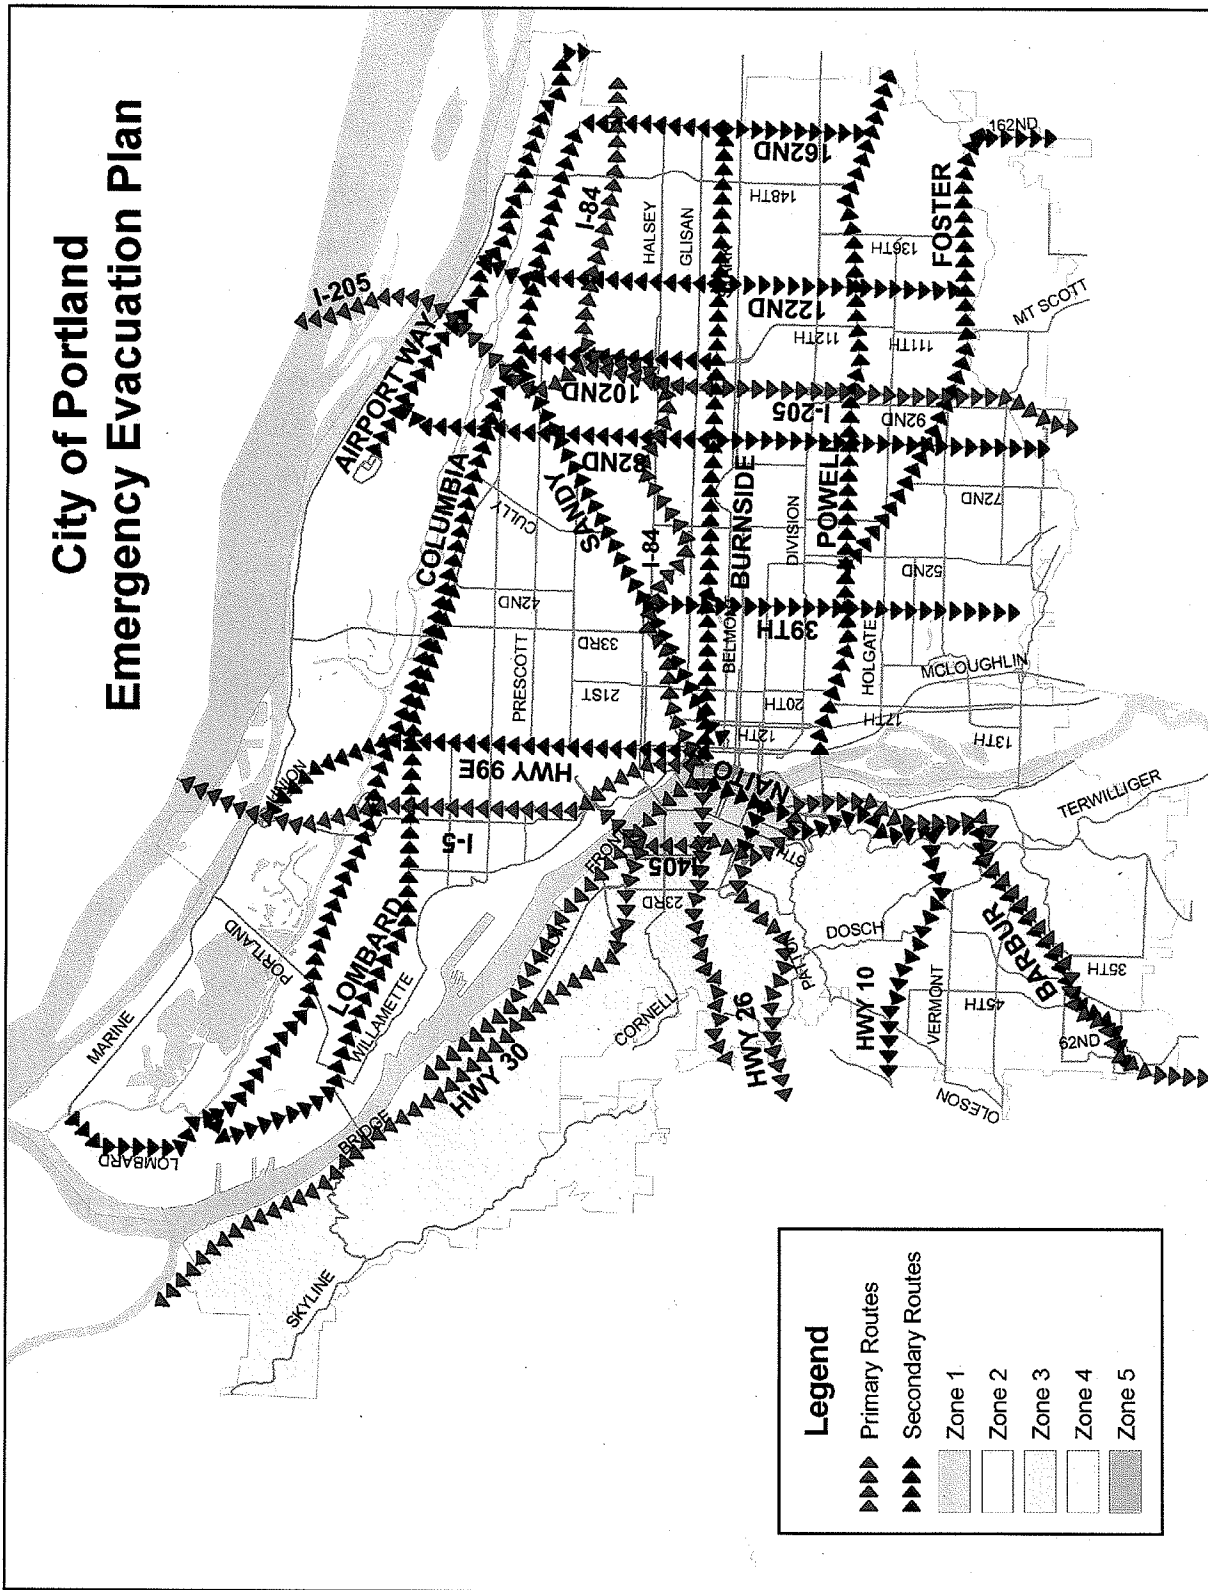 City of Portland
Emergency Evacuation Plan
I-205
AIRPORT WAY
COLUMBIA
CULLY
SANDY
82ND
102ND
I-84
HALSEY
GLISAN
162ND
148TH
122ND
112TH
I-205
92ND
136TH
111TH
FOSTER
162ND
MT SCOTT
72ND
POWELL
DIVISION
BURNSIDE
I-84
42ND
33RD
PRESCOTT
21ST
BELMONT
39TH
52ND
HOLGATE
20TH
12TH
17TH
MCLOUGHLIN
13TH
UNION
HWY 99E
NAITO
I-5
FRONT
I405
23RD
6TH
TERWILLIGER
MARINE
PORTLAND
LOMBARD
WILLAMETTE
LOMBARD
BRIDGE
HWY 30
CORNELL
HWY 26
PATTON
DOSCH
HWY 10
VERMONT
45TH
BARBUR
35TH
62ND
OLESON
SKYLINE
Legend
Primary Routes
Secondary Routes
Zone 1
Zone 2
Zone 3
Zone 4
Zone 5